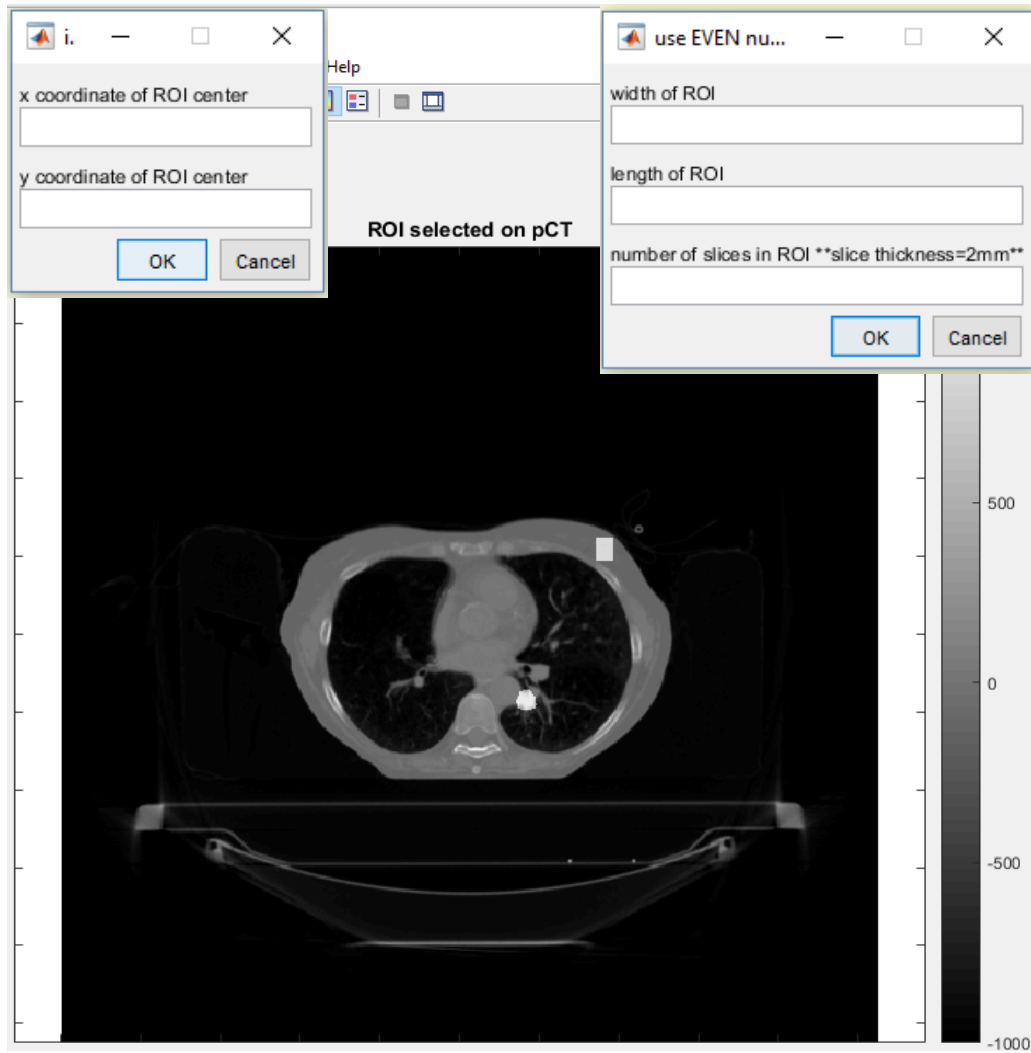 i.
x coordinate of ROI center
y coordinate of ROI center
OK
Cancel
Help
use EVEN nu...
width of ROI
length of ROI
number of slices in ROI **slice thickness=2mm**
OK
Cancel
ROI selected on pCT
500
0
-500
-1000